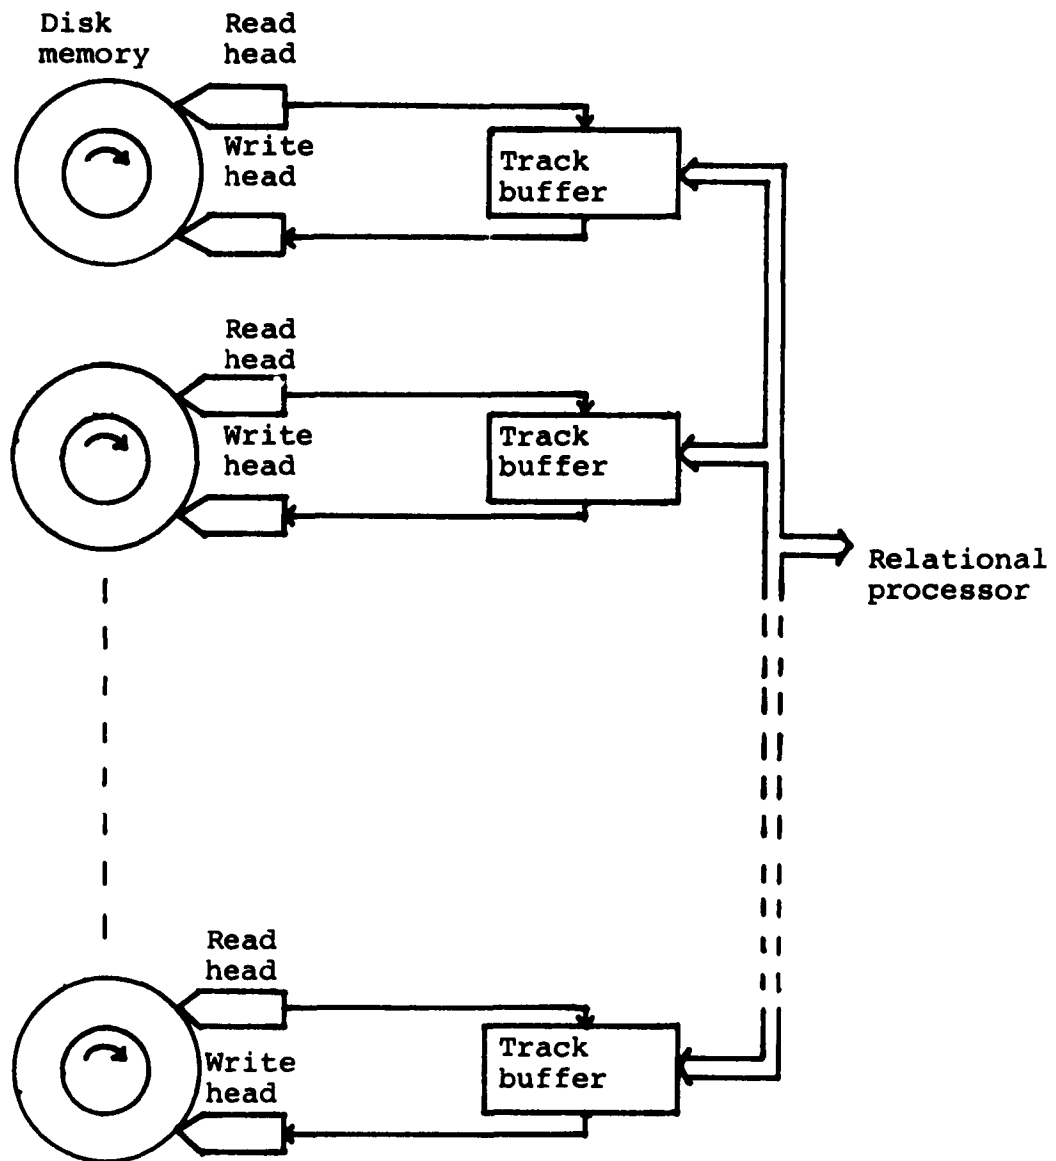 Disk
memory
Read
head
Write
head
Track
buffer
Read
head
Write
head
Track
buffer
Relational
processor
Read
head
Write
head
Track
buffer